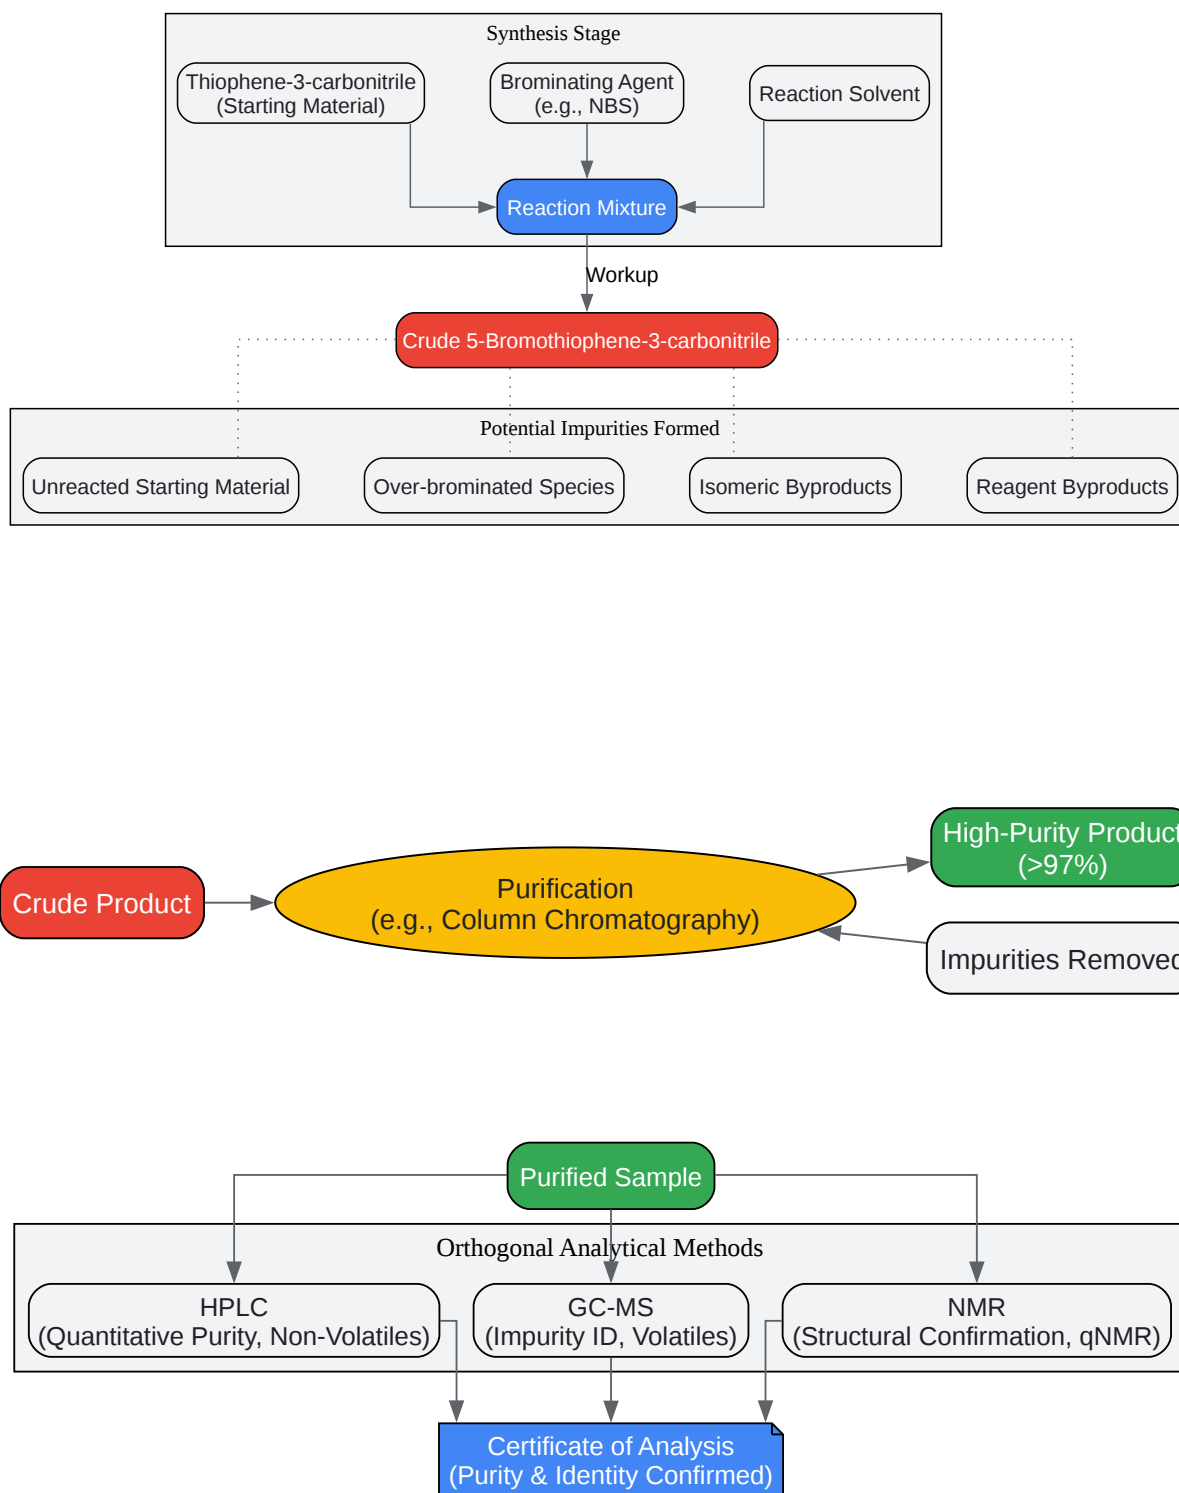 Synthesis Stage
Thiophene-3-carbonitrile
(Starting Material)
Brominating Agent
(e.g., NBS)
Reaction Solvent
Reaction Mixture
Workup
Crude 5-Bromothiophene-3-carbonitrile
Potential Impurities Formed
Unreacted Starting Material
Over-brominated Species
Isomeric Byproducts
Reagent Byproducts
High-Purity Product
(>97%)
Crude Product
Purification
(e.g., Column Chromatography)
Impurities Removed
Purified Sample
Orthogonal Analytical Methods
HPLC
(Quantitative Purity, Non-Volatiles)
GC-MS
(Impurity ID, Volatiles)
NMR
(Structural Confirmation, qNMR)
Certificate of Analysis
(Purity & Identity Confirmed)